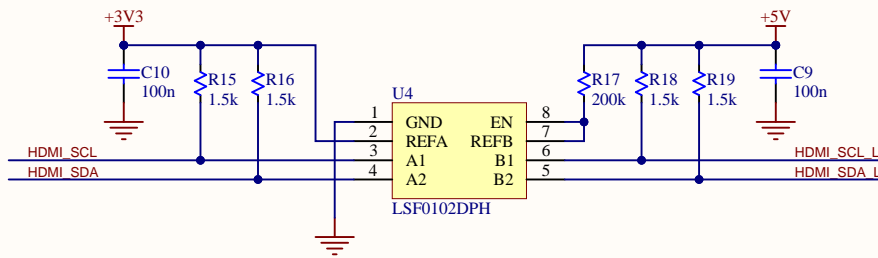 +3V3
+5V
C10
100n
R15
1.5k
R16
1.5k
R17
200k
R18
1.5k
R19
1.5k
C9
100n
U4
1 GND EN 8
2 REFA REFB 7
3 A1 B1 6
4 A2 B2 5
HDMI_SCL
HDMI_SCL_L
HDMI_SDA
HDMI_SDA_L
LSF0102DPH